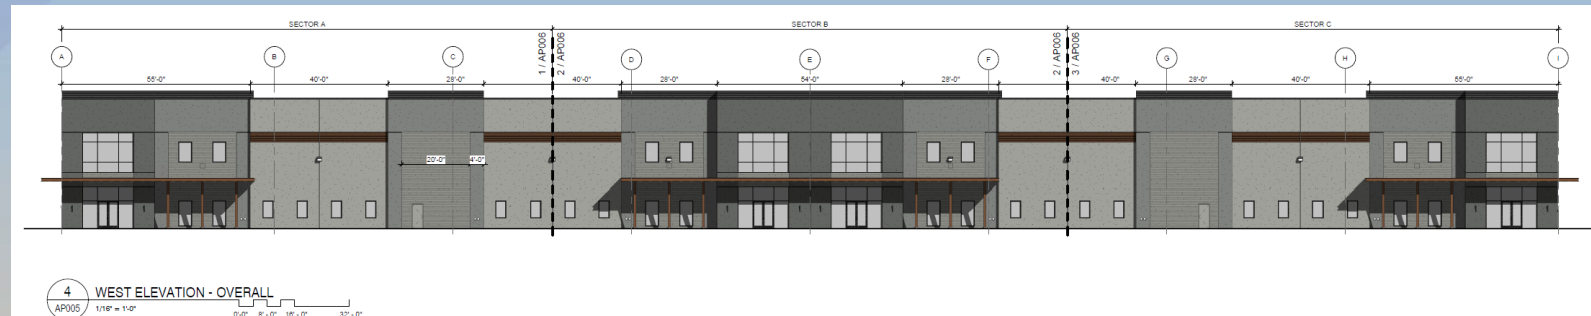 SECTOR A SECTOR B SECTOR C
A B C 1 / AP006 2 / AP006 D E F 2 / AP006 3 / AP006 G H I
55'-0" 40'-0" 28'-0" 40'-0" 28'-0" 54'-0" 28'-0" 40'-0" 28'-0" 40'-0" 55'-0"
20'-0" 4'-0"
4 WEST ELEVATION - OVERALL
AP005 1/16" = 1'-0" 0'-0" 8' - 0" 16' - 0" 32' - 0"